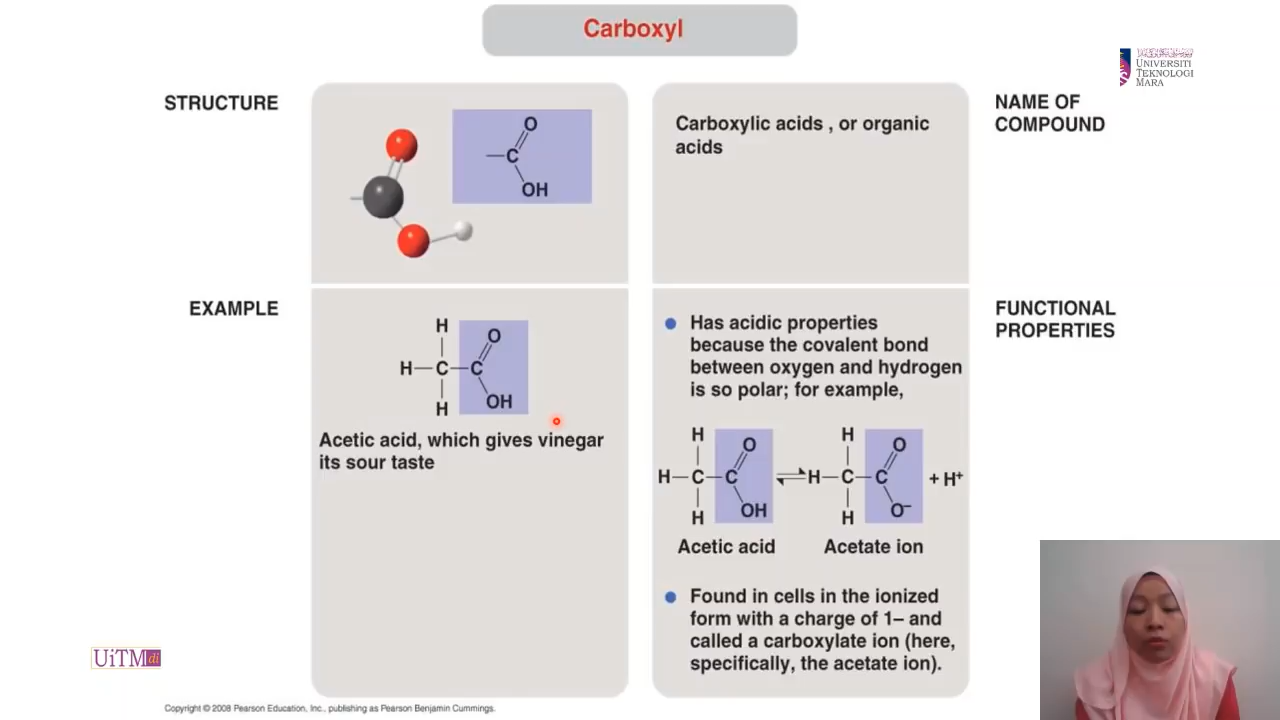 Carboxyl
UNIVERSITI
TEKNOLOGI
MARA
STRUCTURE
O
C
OH
Carboxylic acids , or organic
acids
NAME OF
COMPOUND
EXAMPLE
H
O
H C C
H OH
Acetic acid, which gives vinegar
its sour taste
FUNCTIONAL
PROPERTIES
Has acidic properties
because the covalent bond
between oxygen and hydrogen
is so polar; for example,
H O H O
H C C H C C + H⁺
H OH H O⁻
Acetic acid Acetate ion
Found in cells in the ionized
form with a charge of 1– and
called a carboxylate ion (here,
specifically, the acetate ion).
UiTM di
Copyright © 2008 Pearson Education, Inc., publishing as Pearson Benjamin Cummings.